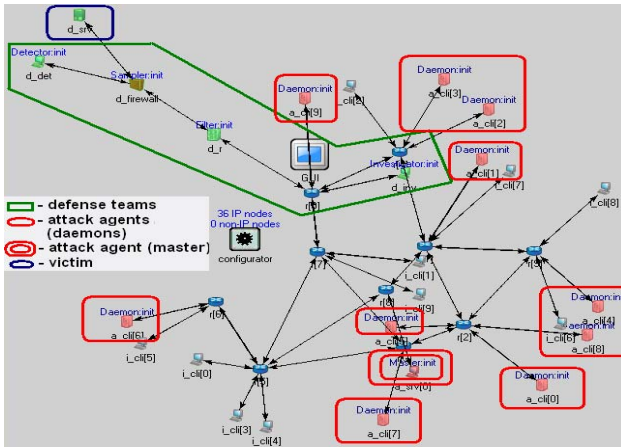 d_srv
Detector:init
d_det
Sampler:init
d_firewall
Filter:init
d_r
Daemon:init
a_cli[9]
i_cli[2]
Daemon:init
a_cli[3]
Daemon:init
a_cli[2]
GUI
Investigator:init
d_inv
Daemon:init
a_cli[1]
i_cli[7]
i_cli[8]
- defense teams
- attack agents
(daemons)
- attack agent (master)
- victim
36 IP nodes
0 non-IP nodes
configurator
r[7]
i_cli[1]
r[9]
i_cli[9]
r[8]
r[6]
Daemon:init
a_cli[6]
i_cli[5]
Daemon:init
r[2]
Daemon:init
a_cli[4]
i_cli[6]
Daemon:init
a_cli[8]
i_cli[0]
r[5]
Master:init
a_srv[0]
Daemon:init
a_cli[0]
i_cli[3]
i_cli[4]
Daemon:init
a_cli[7]